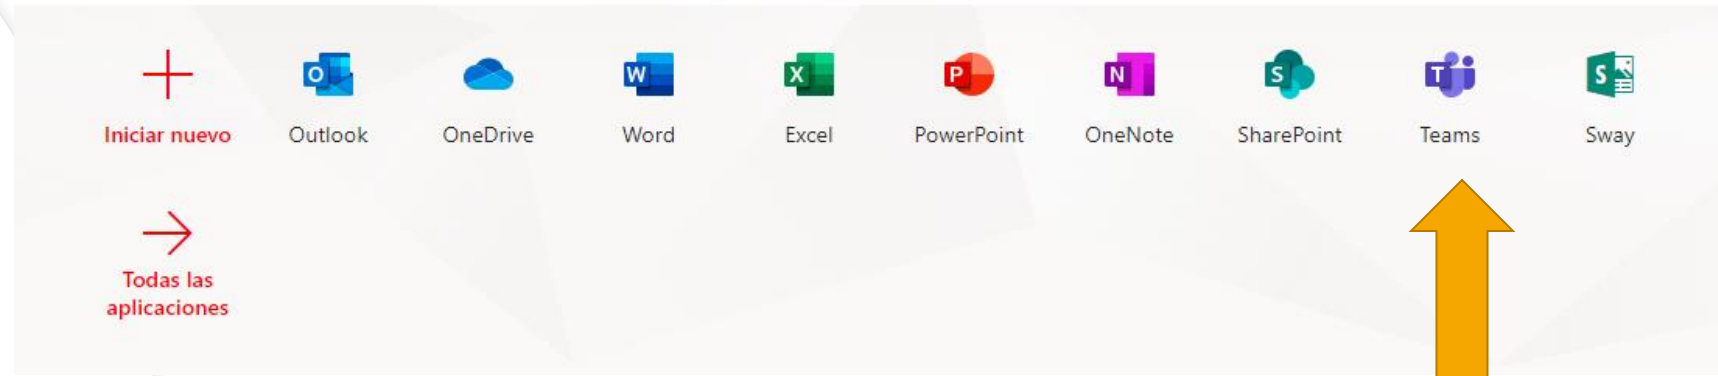 Iniciar nuevo
Outlook
OneDrive
Word
Excel
PowerPoint
OneNote
SharePoint
Teams
Sway
Todas las
aplicaciones